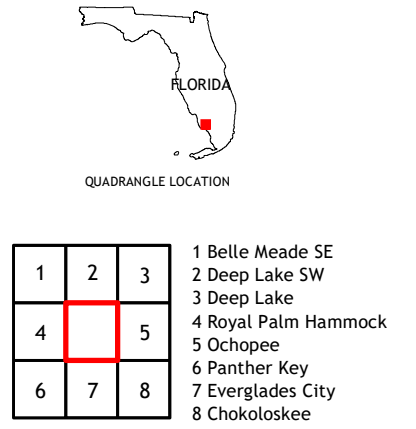 FLORIDA
QUADRANGLE LOCATION
1 2 3
4 5
6 7 8
1 Belle Meade SE
2 Deep Lake SW
3 Deep Lake
4 Royal Palm Hammock
5 Ochopee
6 Panther Key
7 Everglades City
8 Chokoloskee